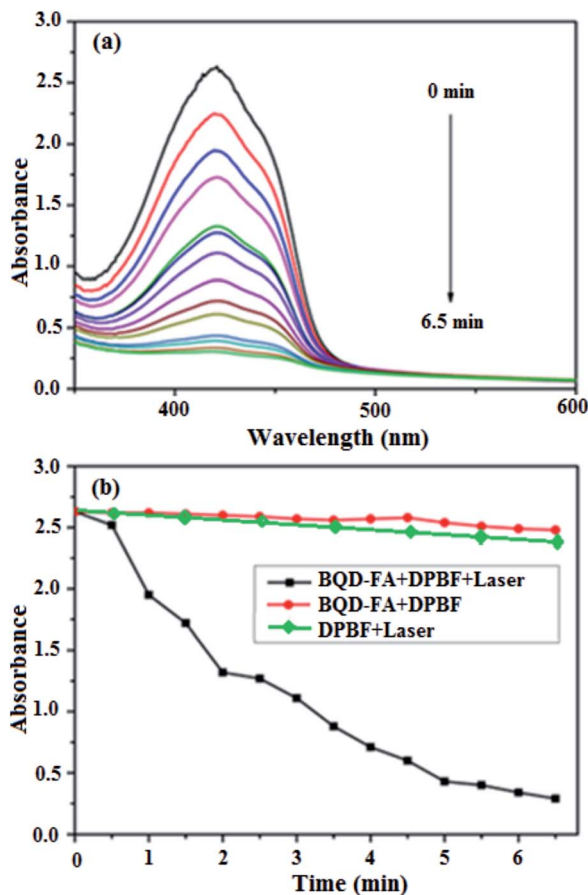 (a)
3.0
2.5
2.0
1.5
1.0
0.5
0.0
Absorbance
0 min
6.5 min
400
500
600
Wavelength (nm)
(b)
3.0
2.5
2.0
1.5
1.0
0.5
0.0
Absorbance
BQD-FA+DPBF+Laser
BQD-FA+DPBF
DPBF+Laser
0
1
2
3
4
5
6
Time (min)